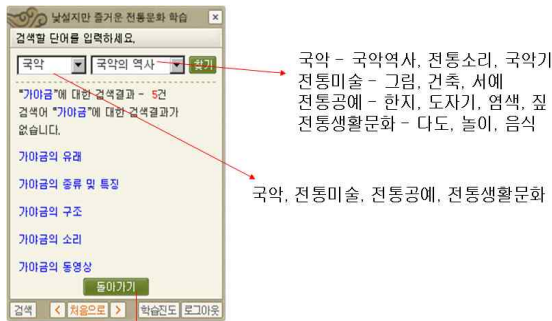 낯설지만 즐거운 전통문화 학습
검색할 단어를 입력하세요.
국악 국악의 역사 찾기
"가야금"에 대한 검색결과 - 5건
검색어 "가야금"에 대한 검색결과가
없습니다.
가야금의 유래
가야금의 종류 및 특징
가야금의 구조
가야금의 소리
가야금의 동영상
돌아가기
검색 < 처음으로 > 학습진도 로그아웃
국악 - 국악역사, 전통소리, 국악기
전통미술 - 그림, 건축, 서예
전통공예 - 한지, 도자기, 염색, 짚
전통생활문화 - 다도, 놀이, 음식
국악, 전통미술, 전통공예, 전통생활문화